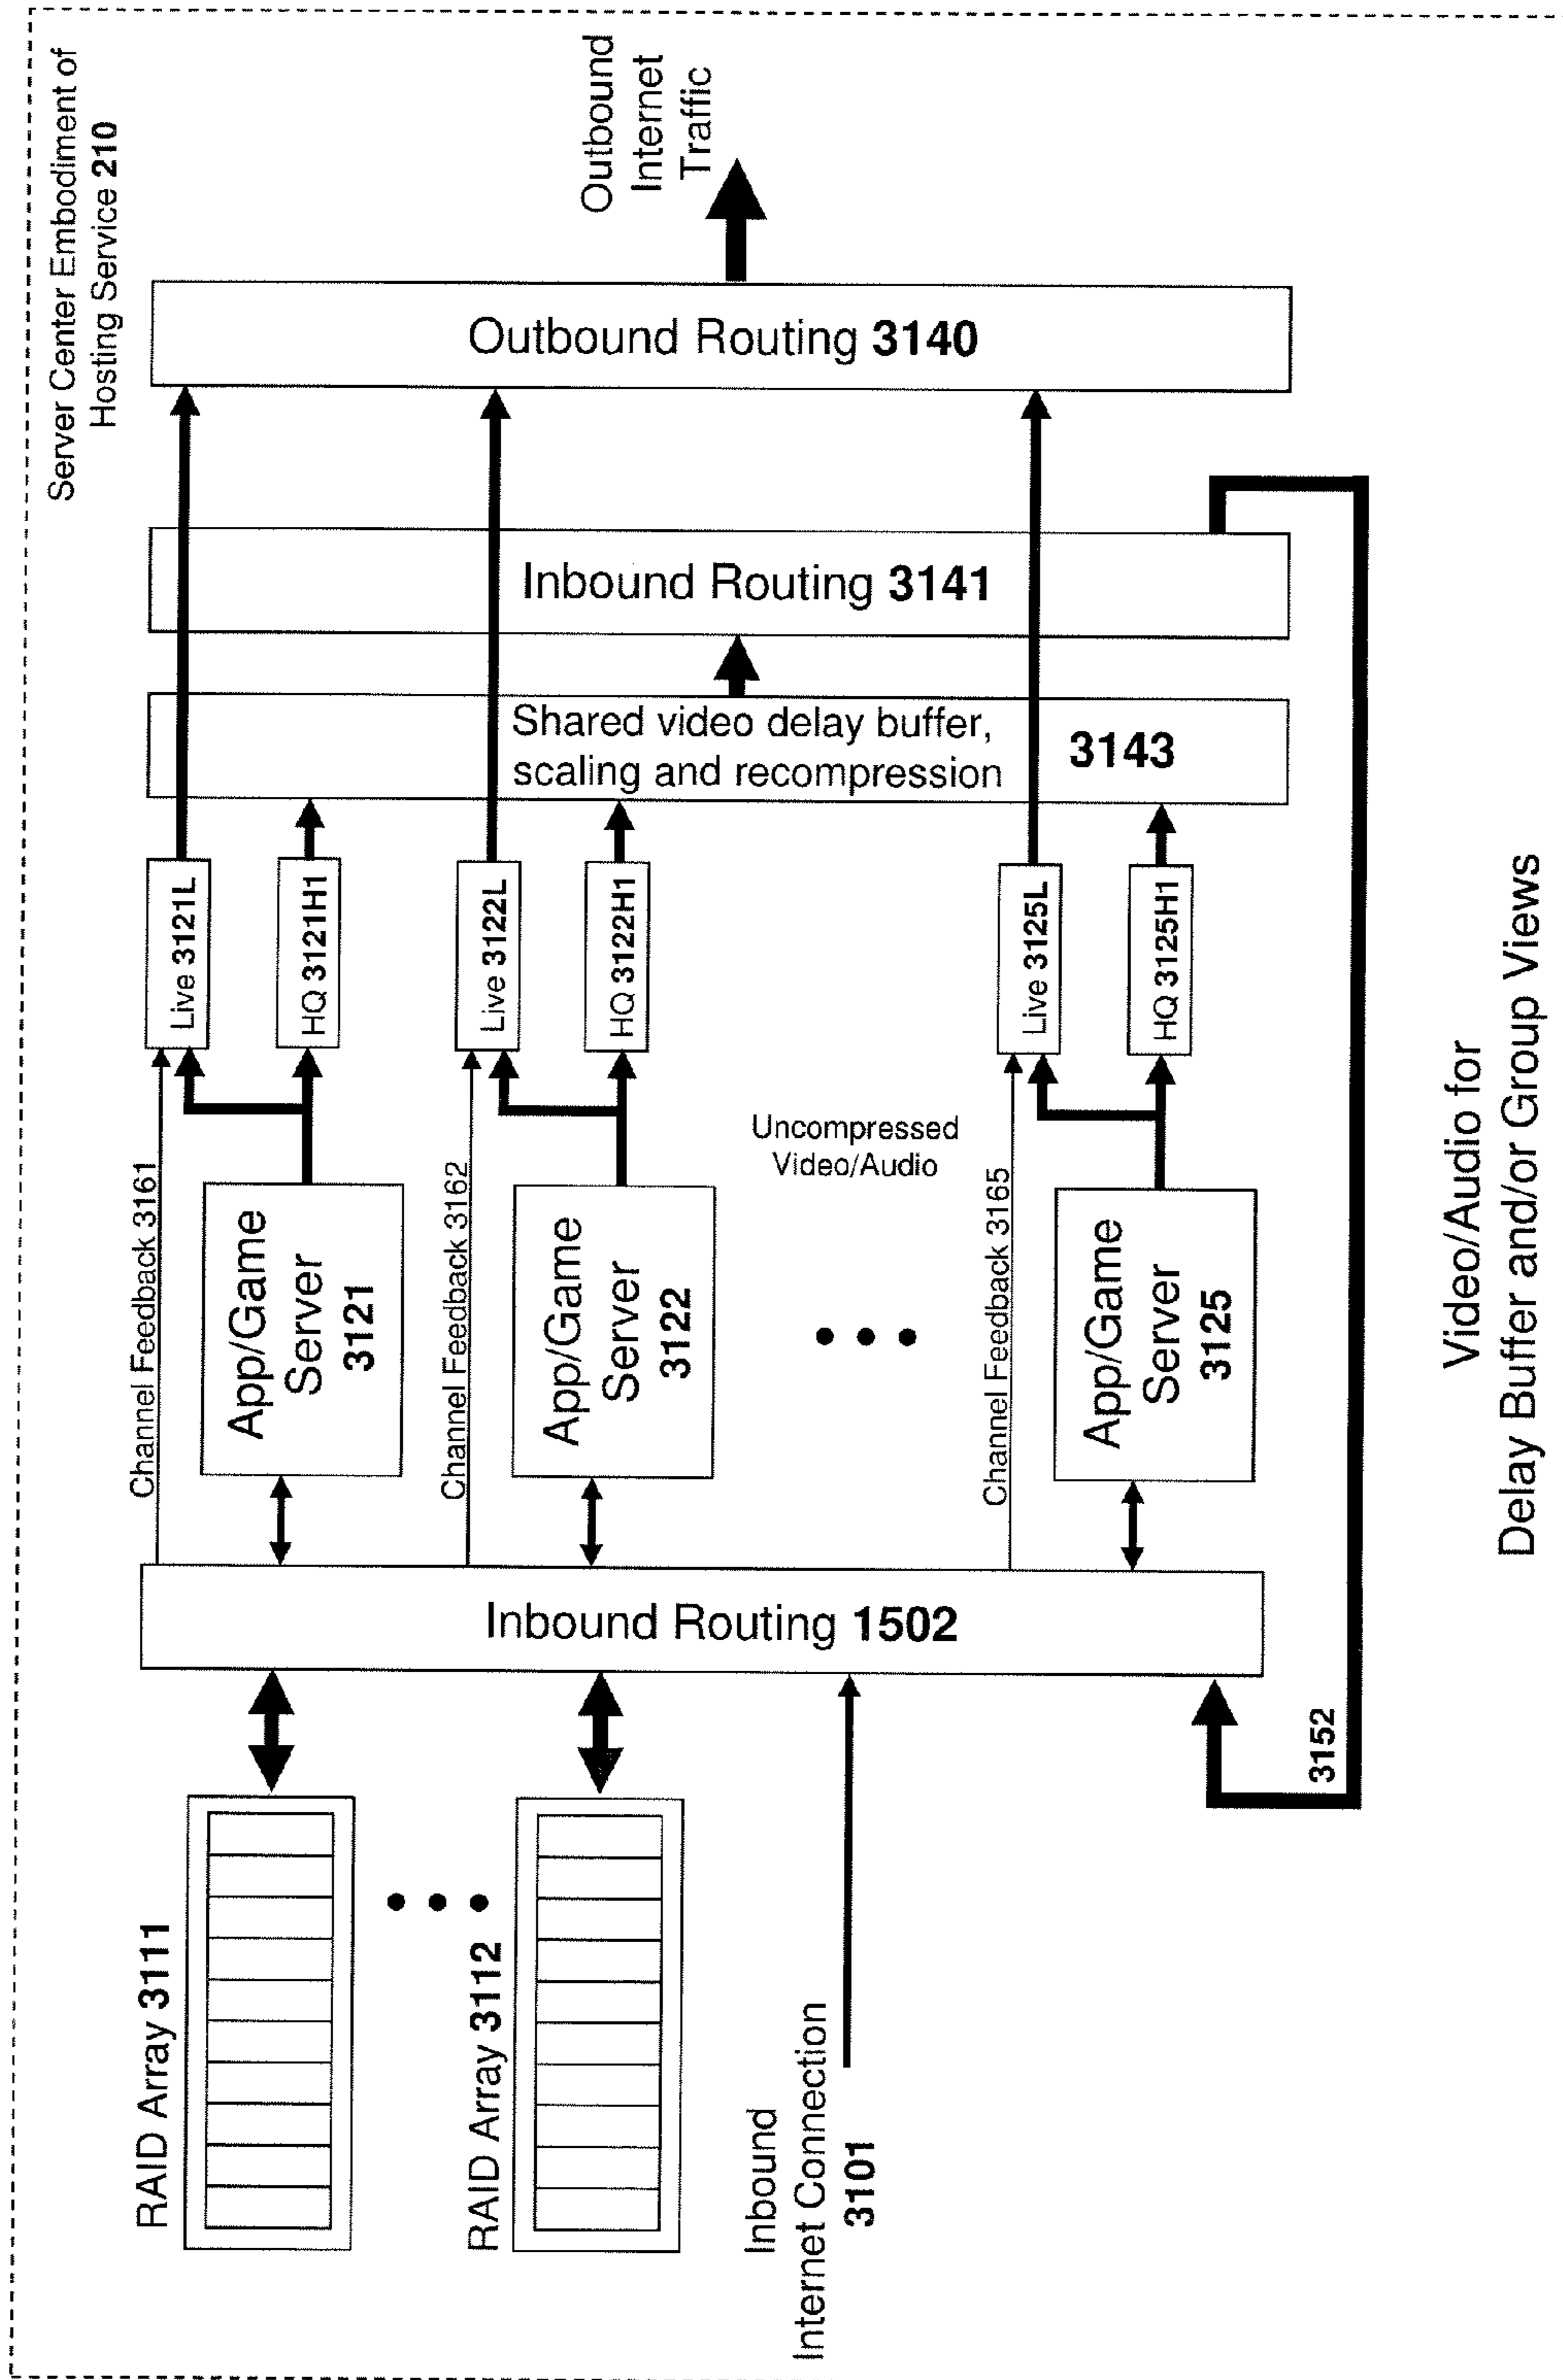 Server Center Embodiment of
Hosting Service 210
RAID Array 3111
RAID Array 3112
Inbound
Internet Connection
3101
Inbound Routing 1502
Channel Feedback 3161
App/Game
Server
3121
Live 3121L
HQ 3121H1
Channel Feedback 3162
App/Game
Server
3122
Live 3122L
HQ 3122H1
Uncompressed
Video/Audio
Channel Feedback 3165
App/Game
Server
3125
Live 3125L
HQ 3125H1
Shared video delay buffer,
scaling and recompression
3143
Inbound Routing 3141
Outbound Routing 3140
Outbound
Internet
Traffic
3152
Video/Audio for
Delay Buffer and/or Group Views